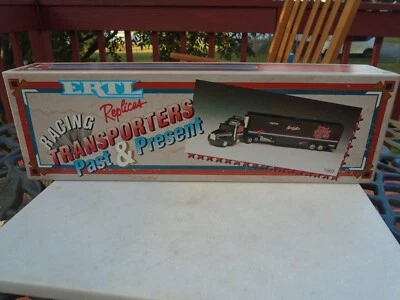 ERTL
Replicas
RACING
TRANSPORTERS
Past & Present